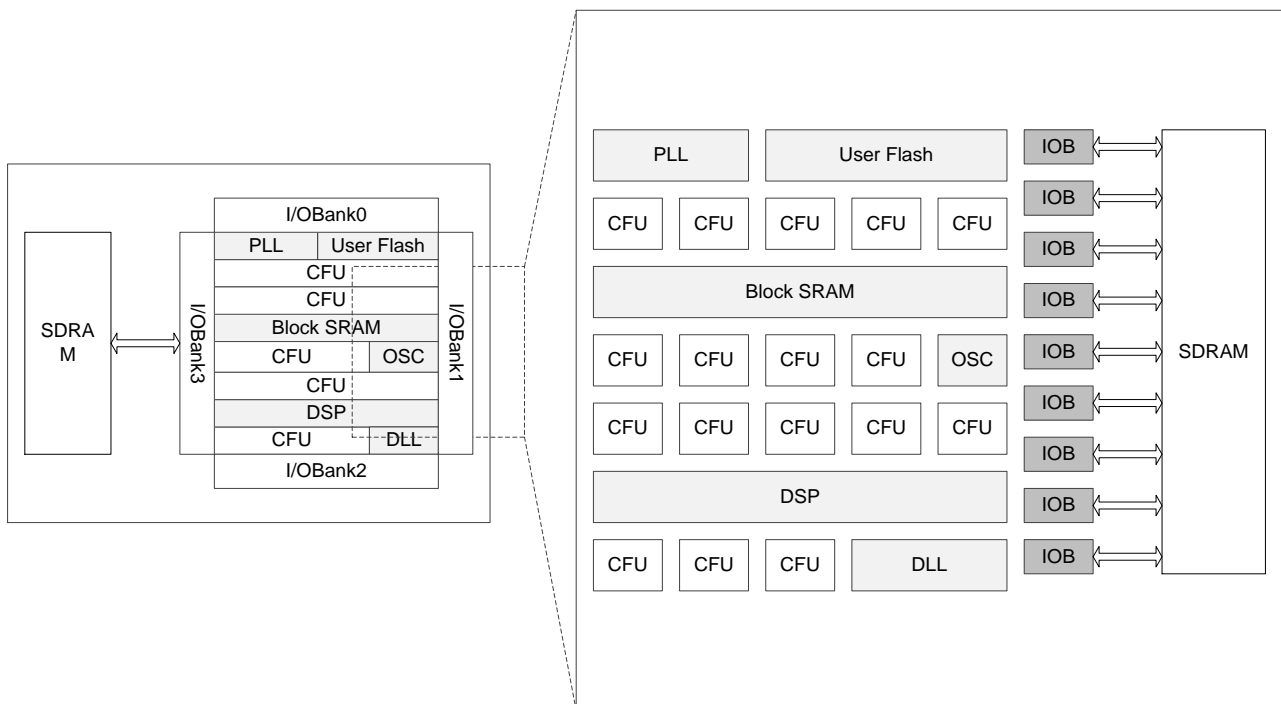 I/OBank0
PLL User Flash
CFU
CFU
Block SRAM
CFU OSC
CFU
DSP
CFU DLL
I/OBank2
I/OBank3
I/OBank1
SDRA
M
PLL User Flash IOB
IOB
CFU CFU CFU CFU CFU
IOB
Block SRAM IOB
CFU CFU CFU CFU OSC IOB
SDRAM
IOB
CFU CFU CFU CFU CFU
IOB
DSP IOB
CFU CFU CFU DLL IOB